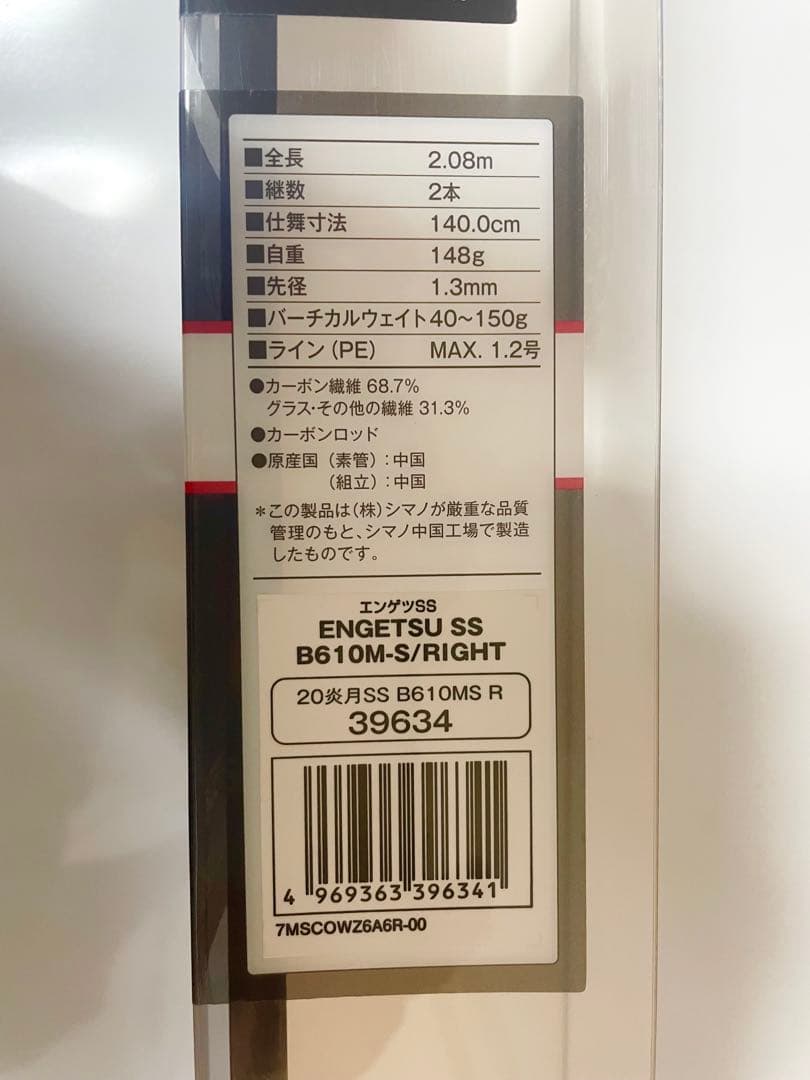 ■全長 2.08m
■継数 2本
■仕舞寸法 140.0cm
■自重 148g
■先径 1.3mm
■バーチカルウェイト 40〜150g
■ライン（PE） MAX. 1.2号
●カーボン繊維 68.7%
グラス・その他の繊維 31.3%
●カーボンロッド
●原産国（素管）：中国
（組立）：中国
＊この製品は（株）シマノが厳重な品質
管理のもと、シマノ中国工場で製造
したものです。
エンゲツSS
ENGETSU SS
B610M-S/RIGHT
20炎月SS B610MS R
39634
4 969363 396341
7MSCOWZ6A6R-00